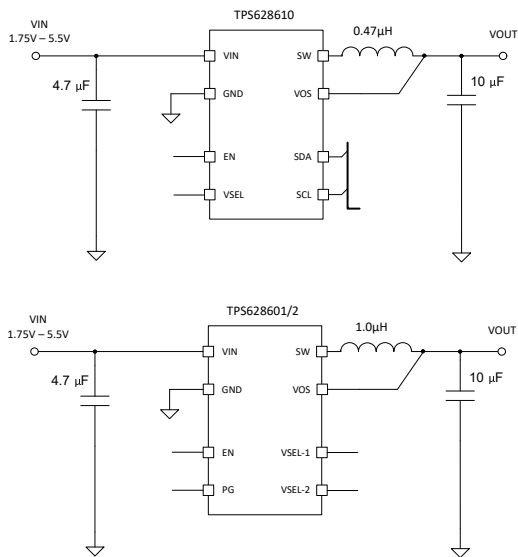 TPS628610
VIN
1.75V – 5.5V
4.7 µF
VIN
GND
EN
VSEL
SW
VOS
SDA
SCL
0.47µH
VOUT
10 µF
TPS628601/2
VIN
1.75V – 5.5V
4.7 µF
VIN
GND
EN
PG
SW
VOS
VSEL-1
VSEL-2
1.0µH
VOUT
10 µF